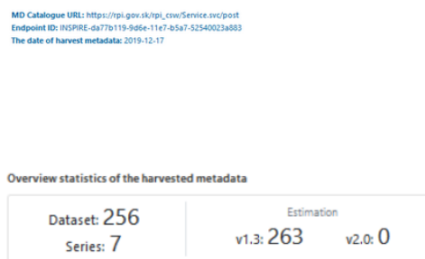 MD Catalogue URL: https://rpi.gov.sk/rpi_csw/Service.svc/post
Endpoint ID: INSPIRE-da77b119-9d6e-11e7-b5a7-52540023a883
The date of harvest metadata: 2019-12-17
Overview statistics of the harvested metadata
Dataset: 256
Series: 7
Estimation
v1.3: 263 v2.0: 0